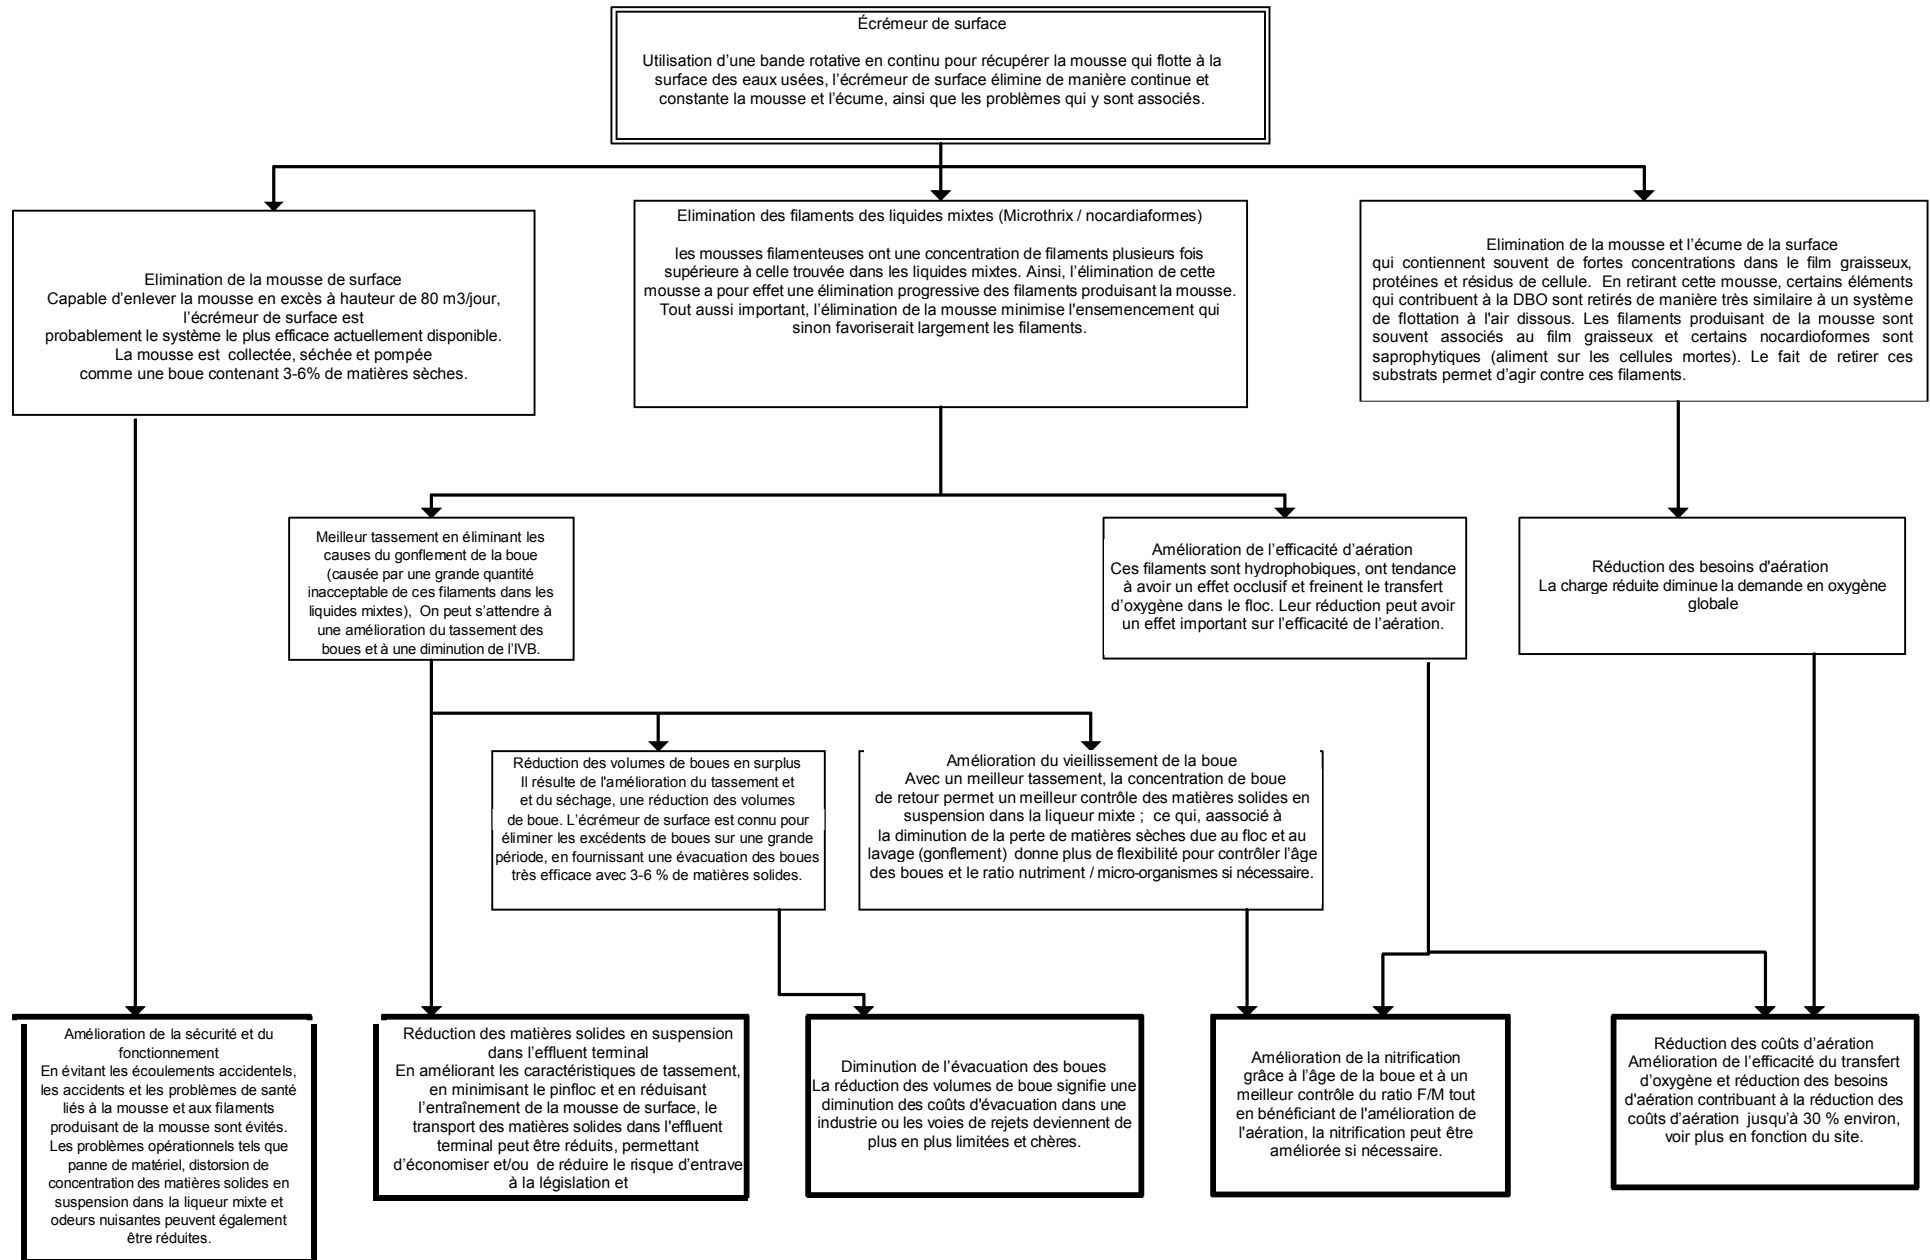 Écrémeur de surface
Utilisation d’une bande rotative en continu pour récupérer la mousse qui flotte à la
surface des eaux usées, l’écrémeur de surface élimine de manière continue et
constante la mousse et l’écume, ainsi que les problèmes qui y sont associés.
Elimination de la mousse de surface
Capable d’enlever la mousse en excès à hauteur de 80 m3/jour,
l’écrémeur de surface est
probablement le système le plus efficace actuellement disponible.
La mousse est collectée, séchée et pompée
comme une boue contenant 3-6% de matières sèches.
Elimination des filaments des liquides mixtes (Microthrix / nocardiaformes)
les mousses filamenteuses ont une concentration de filaments plusieurs fois
supérieure à celle trouvée dans les liquides mixtes. Ainsi, l’élimination de cette
mousse a pour effet une élimination progressive des filaments produisant la mousse.
Tout aussi important, l’élimination de la mousse minimise l'ensemencement qui
sinon favoriserait largement les filaments.
Elimination de la mousse et l’écume de la surface
qui contiennent souvent de fortes concentrations dans le film graisseux,
protéines et résidus de cellule. En retirant cette mousse, certains éléments
qui contribuent à la DBO sont retirés de manière très similaire à un système
de flottation à l'air dissous. Les filaments produisant de la mousse sont
souvent associés au film graisseux et certains nocardioformes sont
saprophytiques (aliment sur les cellules mortes). Le fait de retirer ces
substrats permet d’agir contre ces filaments.
Meilleur tassement en éliminant les
causes du gonflement de la boue
(causée par une grande quantité
inacceptable de ces filaments dans les
liquides mixtes), On peut s’attendre à
une amélioration du tassement des
boues et à une diminution de l’IVB.
Amélioration de l’efficacité d’aération
Ces filaments sont hydrophobiques, ont tendance
à avoir un effet occlusif et freinent le transfert
d’oxygène dans le floc. Leur réduction peut avoir
un effet important sur l’efficacité de l’aération.
Réduction des besoins d'aération
La charge réduite diminue la demande en oxygène
globale
Réduction des volumes de boues en surplus
Il résulte de l'amélioration du tassement et
et du séchage, une réduction des volumes
de boue. L’écrémeur de surface est connu pour
éliminer les excédents de boues sur une grande
période, en fournissant une évacuation des boues
très efficace avec 3-6 % de matières solides.
Amélioration du vieillissement de la boue
Avec un meilleur tassement, la concentration de boue
de retour permet un meilleur contrôle des matières solides en
suspension dans la liqueur mixte ; ce qui, aassocié à
la diminution de la perte de matières sèches due au floc et au
lavage (gonflement) donne plus de flexibilité pour contrôler l’âge
des boues et le ratio nutriment / micro-organismes si nécessaire.
Amélioration de la sécurité et du
fonctionnement
En évitant les écoulements accidentels,
les accidents et les problèmes de santé
liés à la mousse et aux filaments
produisant de la mousse sont évités.
Les problèmes opérationnels tels que
panne de matériel, distorsion de
concentration des matières solides en
suspension dans la liqueur mixte et
odeurs nuisantes peuvent également
être réduites.
Réduction des matières solides en suspension
dans l’effluent terminal
En améliorant les caractéristiques de tassement,
en minimisant le pinfloc et en réduisant
l’entraînement de la mousse de surface, le
transport des matières solides dans l'effluent
terminal peut être réduits, permettant
d’économiser et/ou de réduire le risque d’entrave
à la législation et
Diminution de l’évacuation des boues
La réduction des volumes de boue signifie une
diminution des coûts d'évacuation dans une
industrie ou les voies de rejets deviennent de
plus en plus limitées et chères.
Amélioration de la nitrification
grâce à l’âge de la boue et à un
meilleur contrôle du ratio F/M tout
en bénéficiant de l’amélioration de
l'aération, la nitrification peut être
améliorée si nécessaire.
Réduction des coûts d’aération
Amélioration de l’efficacité du transfert
d’oxygène et réduction des besoins
d'aération contribuant à la réduction des
coûts d’aération jusqu’à 30 % environ,
voir plus en fonction du site.